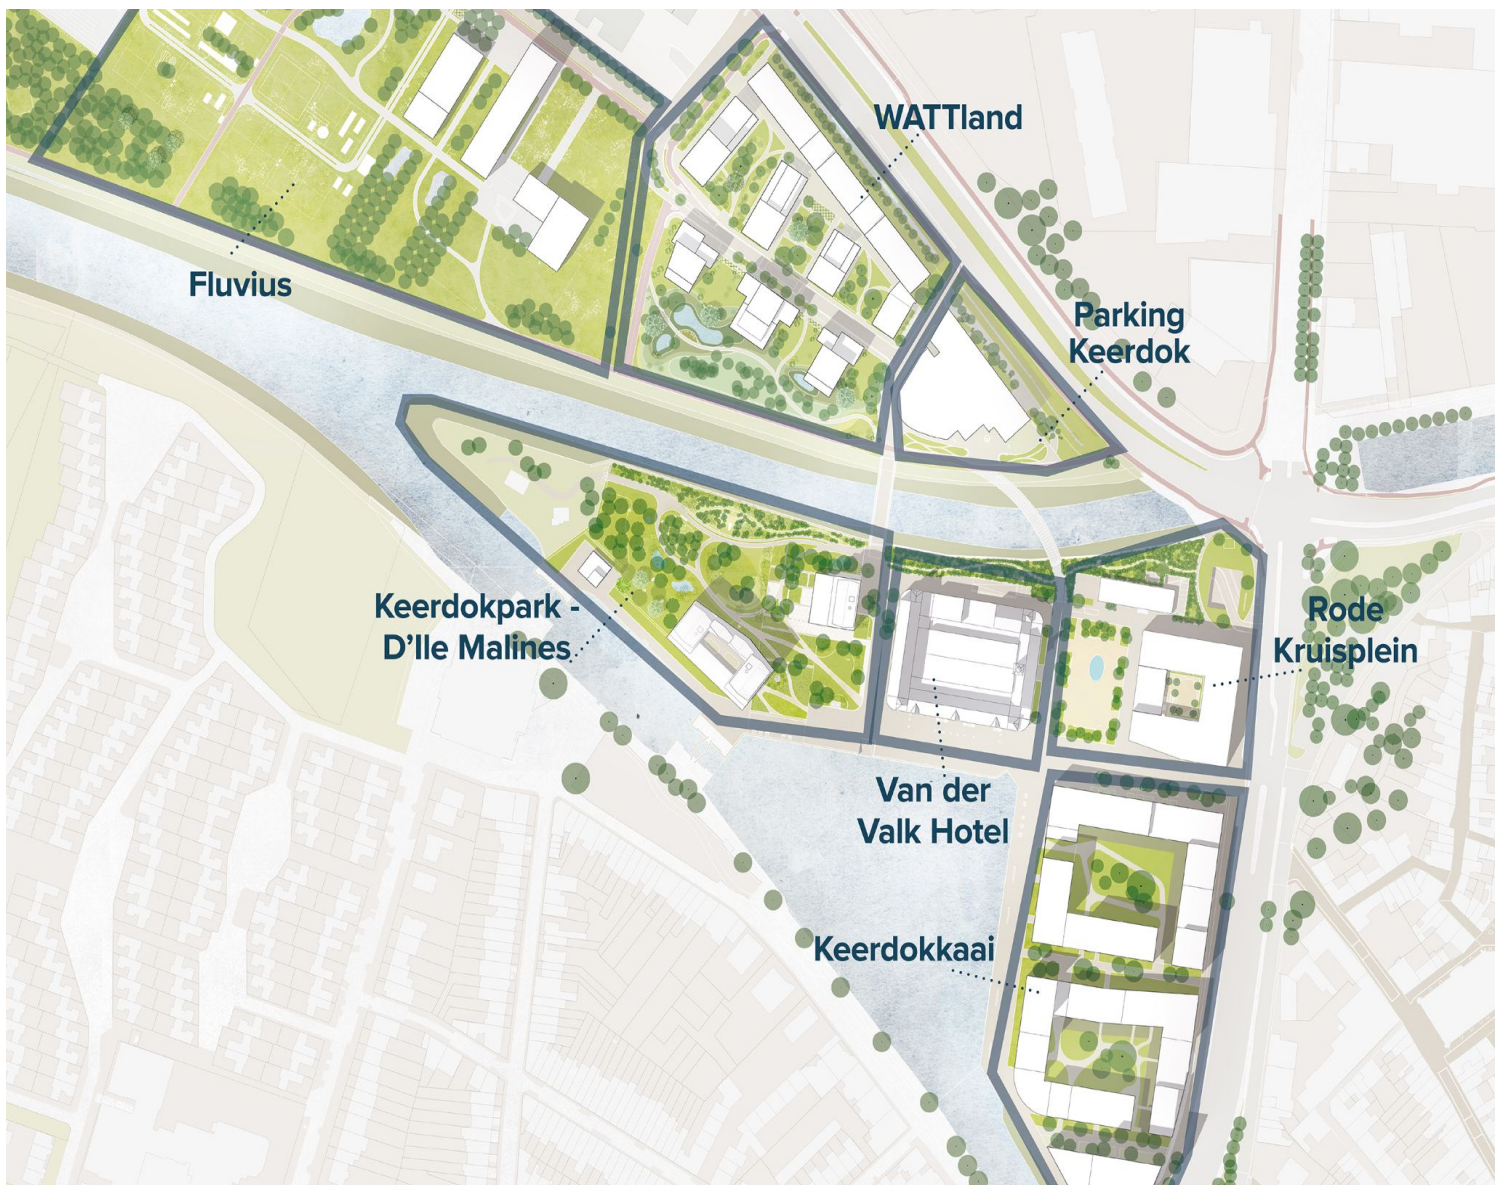 WATTland
Fluvius
Parking
Keerdok
Keerdokpark -
D'Ile Malines
Rode
Kruisplein
Van der
Valk Hotel
Keerdokkaai